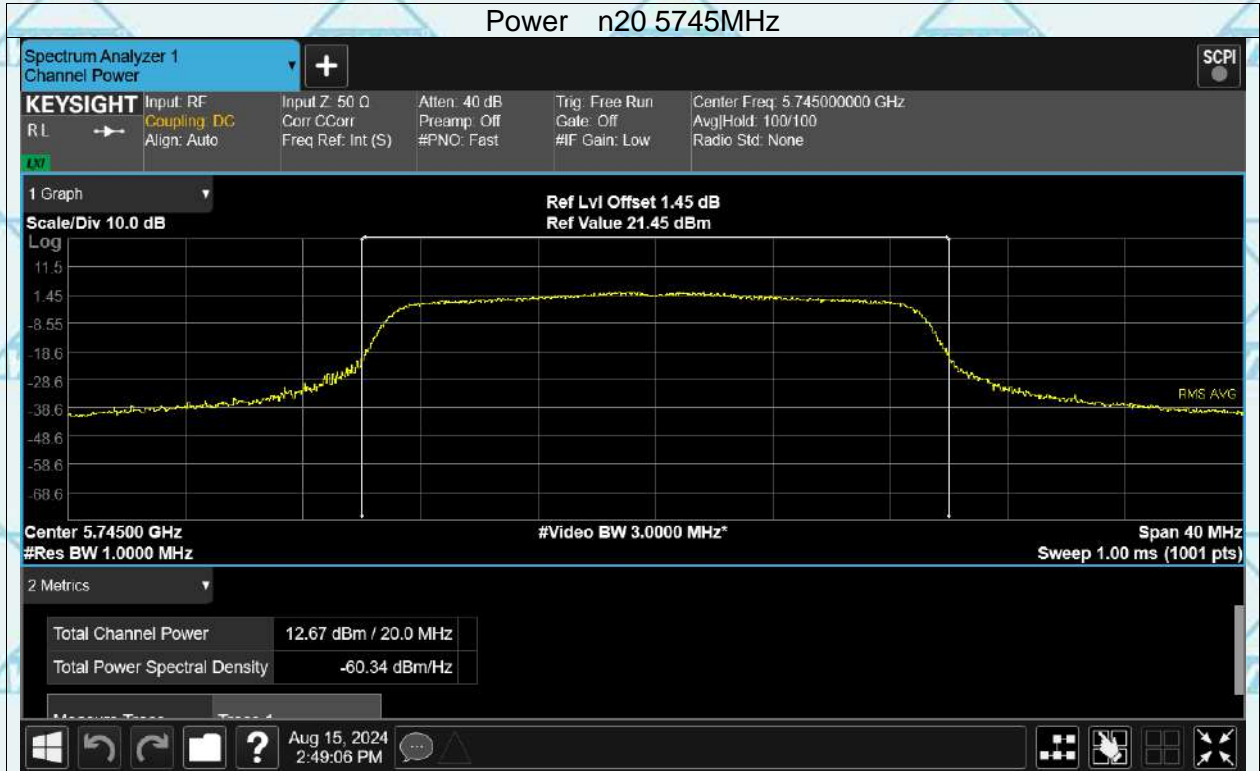 Power n20 5745MHz
Spectrum Analyzer 1
Channel Power
+
SCPI
KEYSIGHT
RL
LXI
Input: RF
Coupling: DC
Align: Auto
Input Z: 50 Ω
Corr CCorr
Freq Ref: Int (S)
Atten: 40 dB
Preamp: Off
#PNO: Fast
Trig: Free Run
Gate: Off
#IF Gain: Low
Center Freq: 5.745000000 GHz
Avg|Hold: 100/100
Radio Std: None
1 Graph
Scale/Div 10.0 dB
Ref Lvl Offset 1.45 dB
Ref Value 21.45 dBm
Log
11.5
1.45
-8.55
-18.6
-28.6
-38.6
-48.6
-58.6
-68.6
RMS AVG
Center 5.74500 GHz
#Res BW 1.0000 MHz
#Video BW 3.0000 MHz*
Span 40 MHz
Sweep 1.00 ms (1001 pts)
2 Metrics
Total Channel Power 12.67 dBm / 20.0 MHz
Total Power Spectral Density -60.34 dBm/Hz
?
Aug 15, 2024
2:49:06 PM